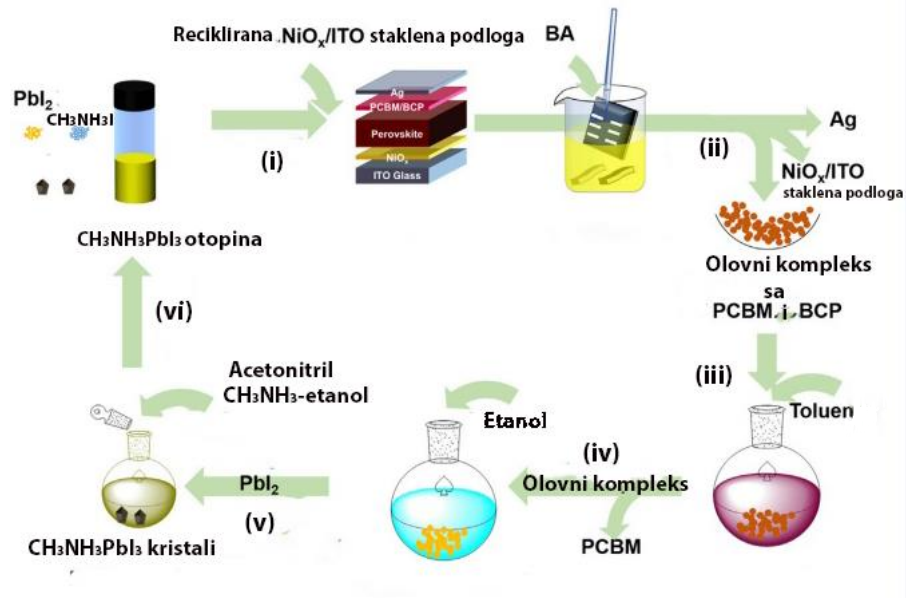 Reciklirana NiOx/ITO staklena podloga
BA
PbI2
CH3NH3I
Ag
PCBM/BCP
Perovskite
NiOx
ITO Glass
(i)
(ii)
Ag
NiOx/ITO
staklena podloga
CH3NH3PbI3 otopina
Olovni kompleks
sa
PCBM i BCP
(vi)
(iii)
Acetonitril
CH3NH3-etanol
Toluen
Etanol
(iv)
Olovni kompleks
PbI2
(v)
PCBM
CH3NH3PbI3 kristali